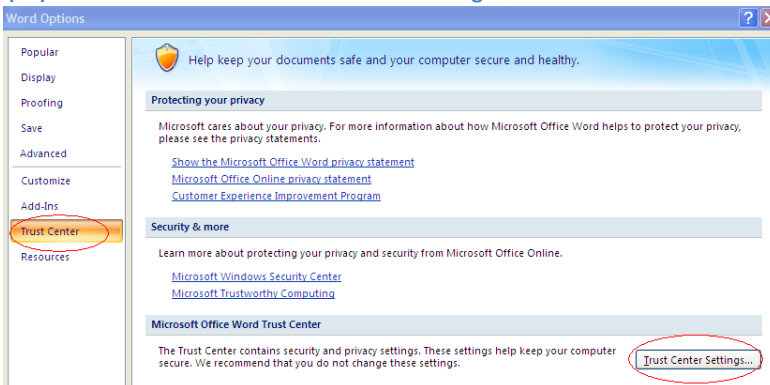 Word Options
Popular
Display
Proofing
Save
Advanced
Customize
Add-Ins
Trust Center
Resources
Help keep your documents safe and your computer secure and healthy.
Protecting your privacy
Microsoft cares about your privacy. For more information about how Microsoft Office Word helps to protect your privacy,
please see the privacy statements.
Show the Microsoft Office Word privacy statement
Microsoft Office Online privacy statement
Customer Experience Improvement Program
Security & more
Learn more about protecting your privacy and security from Microsoft Office Online.
Microsoft Windows Security Center
Microsoft Trustworthy Computing
Microsoft Office Word Trust Center
The Trust Center contains security and privacy settings. These settings help keep your computer
secure. We recommend that you do not change these settings.
Trust Center Settings...